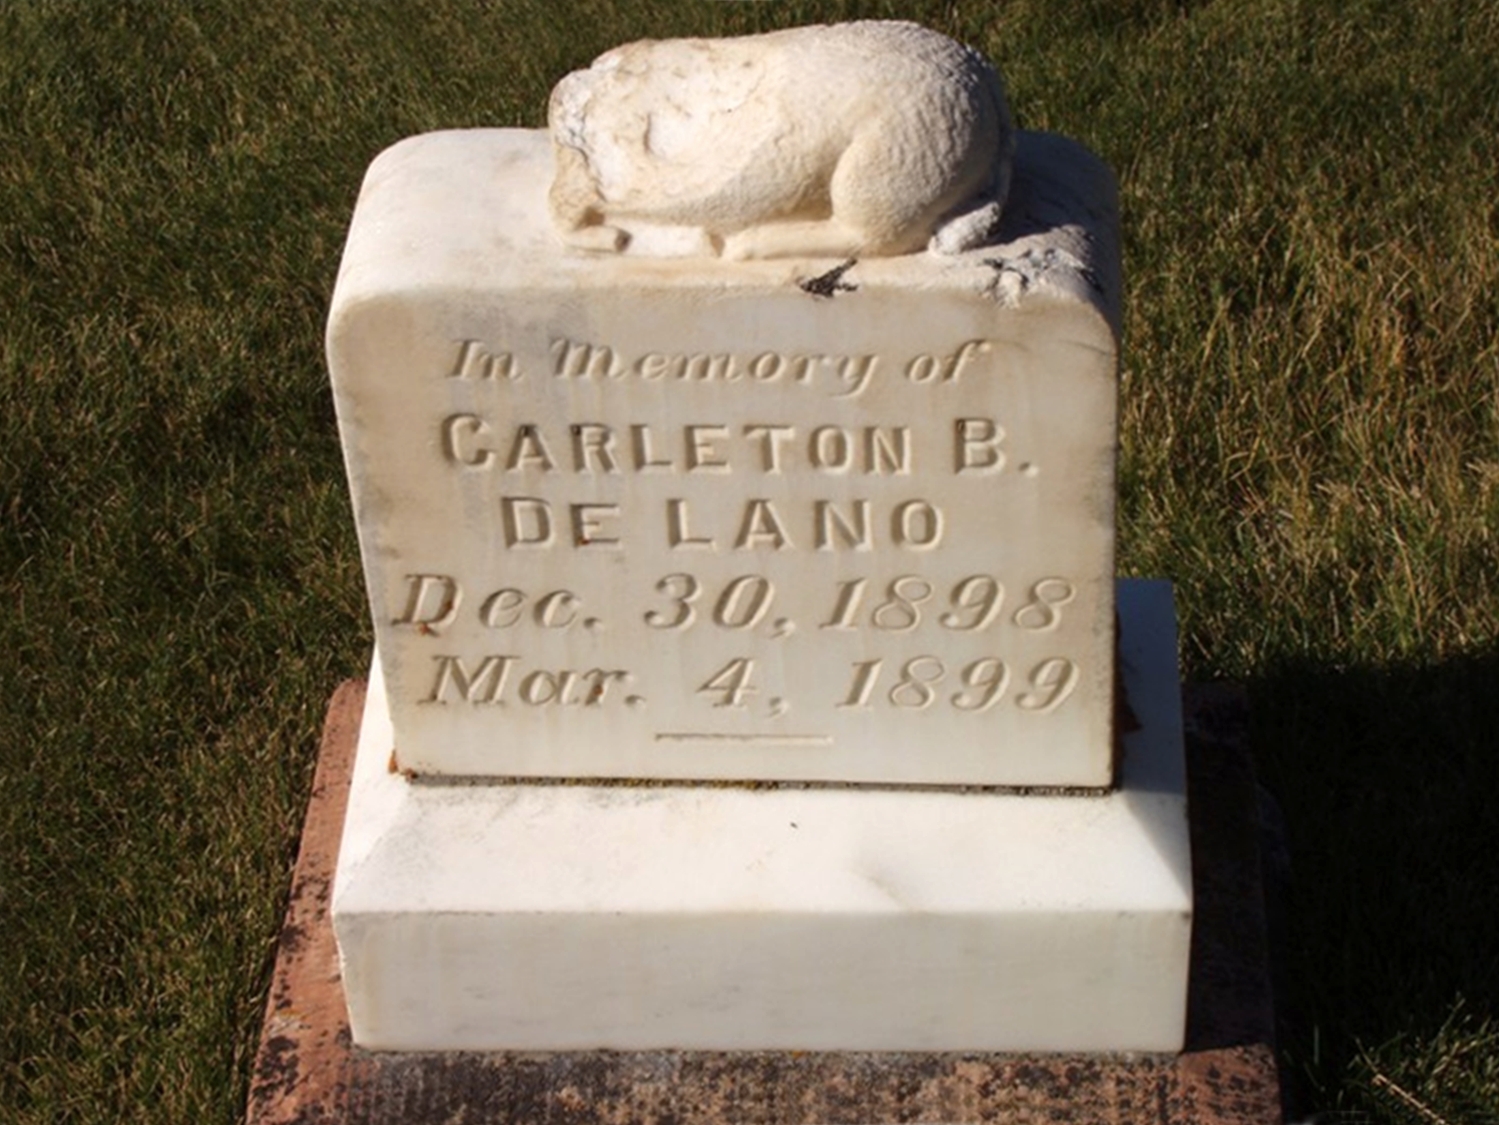 In Memory of
CARLETON B.
DE LANO
Dec. 30, 1898
Mar. 4, 1899